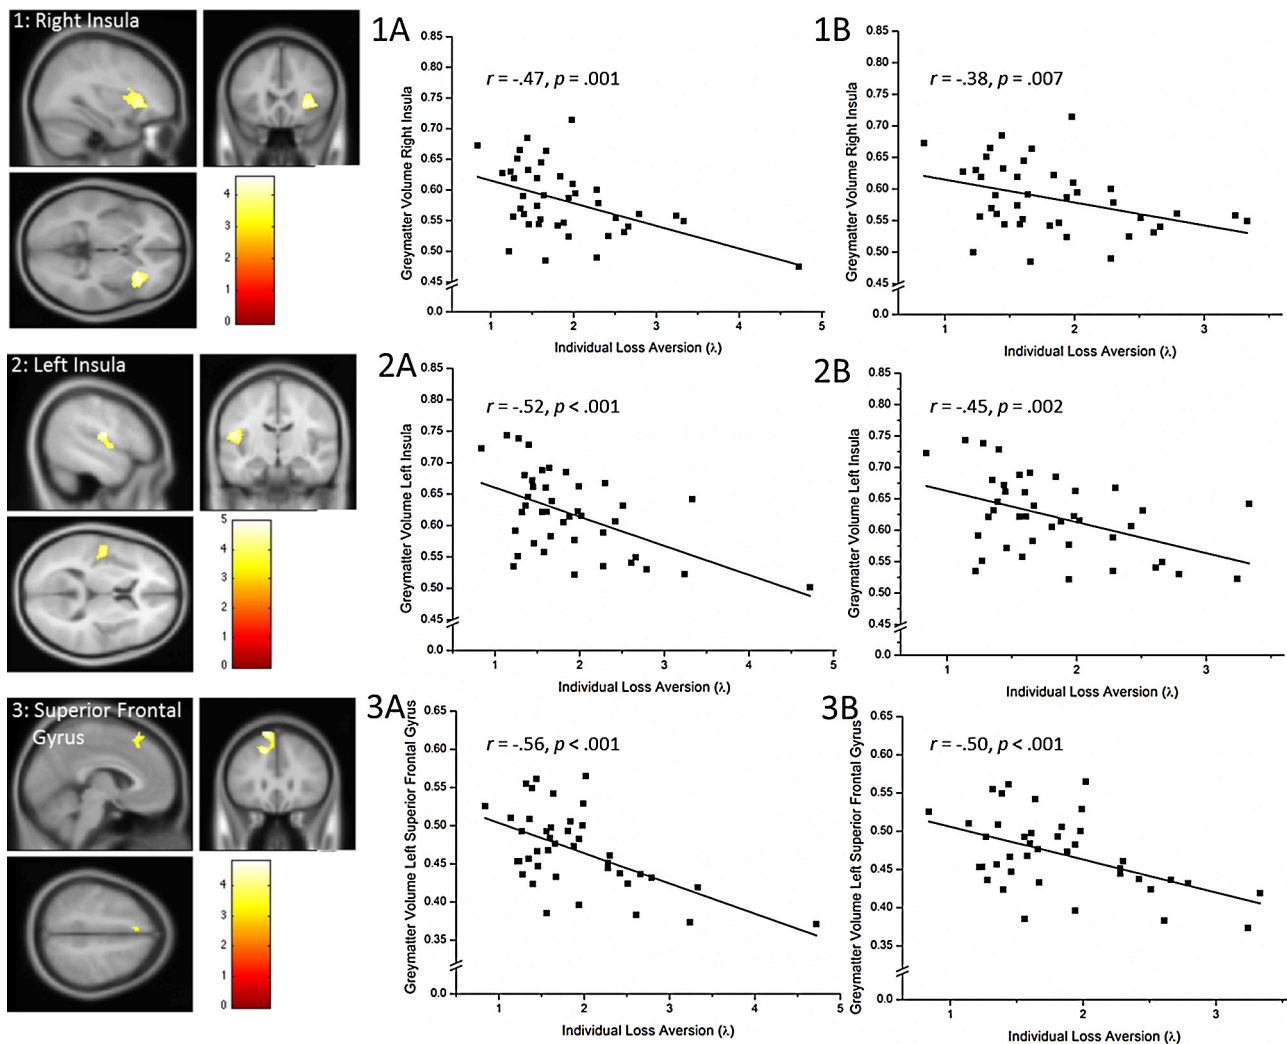 1: Right Insula
4
3
2
1
0
1A
r = -.47, p = .001
Greymatter Volume Right Insula
0.85
0.80
0.75
0.70
0.65
0.60
0.55
0.50
0.45
0.0
1 2 3 4 5
Individual Loss Aversion (λ)
1B
r = -.38, p = .007
Greymatter Volume Right Insula
0.85
0.80
0.75
0.70
0.65
0.60
0.55
0.50
0.45
0.0
1 2 3
Individual Loss Aversion (λ)
2: Left Insula
5
4
3
2
1
0
2A
r = -.52, p < .001
Greymatter Volume Left Insula
0.85
0.80
0.75
0.70
0.65
0.60
0.55
0.50
0.45
0.0
1 2 3 4 5
Individual Loss Aversion (λ)
2B
r = -.45, p = .002
Graymatter Volume Left Insula
0.85
0.80
0.75
0.70
0.65
0.60
0.55
0.50
0.45
0.0
1 2 3
Individual Loss Aversion (λ)
3: Superior Frontal
Gyrus
4
3
2
1
0
3A
r = -.56, p < .001
Greymatter Volume Left Superior Frontal Gyrus
0.65
0.60
0.55
0.50
0.45
0.40
0.35
0.0
1 2 3 4 5
Individual Loss Aversion (λ)
3B
r = -.50, p < .001
Greymatter Volume Left Superior Frontal Gyrus
0.65
0.60
0.55
0.50
0.45
0.40
0.35
0.0
1 2 3
Individual Loss Aversion (λ)